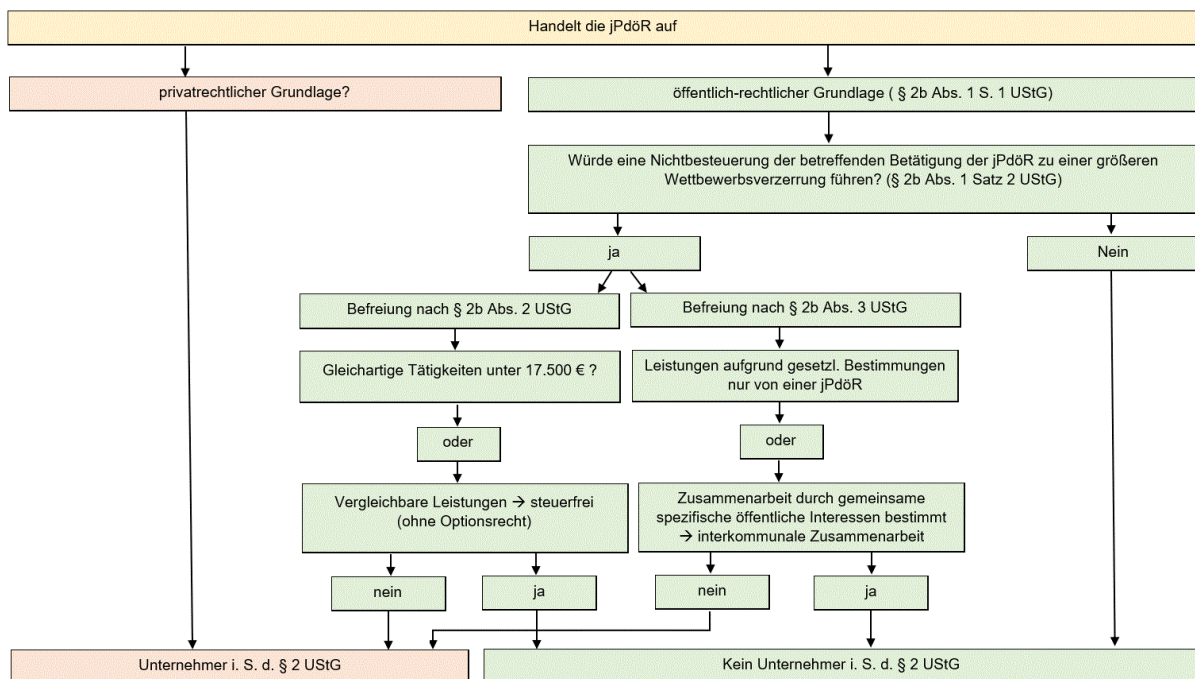 Handelt die jPdöR auf
privatrechtlicher Grundlage?
öffentlich-rechtlicher Grundlage ( § 2b Abs. 1 S. 1 UStG)
Würde eine Nichtbesteuerung der betreffenden Betätigung der jPdöR zu einer größeren
Wettbewerbsverzerrung führen? (§ 2b Abs. 1 Satz 2 UStG)
ja
Nein
Befreiung nach § 2b Abs. 2 UStG
Befreiung nach § 2b Abs. 3 UStG
Gleichartige Tätigkeiten unter 17.500 € ?
Leistungen aufgrund gesetzl. Bestimmungen
nur von einer jPdöR
oder
oder
Vergleichbare Leistungen → steuerfrei
(ohne Optionsrecht)
Zusammenarbeit durch gemeinsame
spezifische öffentliche Interessen bestimmt
→ interkommunale Zusammenarbeit
nein
ja
nein
ja
Unternehmer i. S. d. § 2 UStG
Kein Unternehmer i. S. d. § 2 UStG